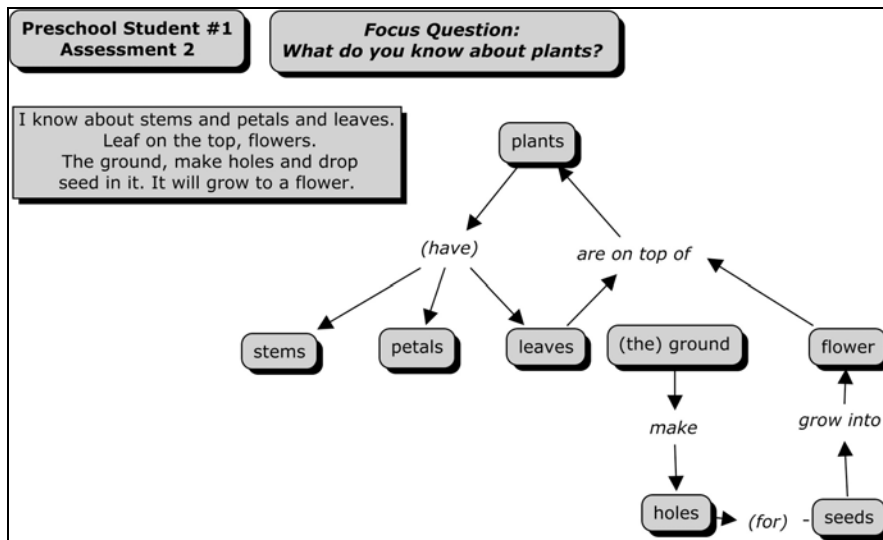 Preschool Student #1
Assessment 2
Focus Question:
What do you know about plants?
I know about stems and petals and leaves.
Leaf on the top, flowers.
The ground, make holes and drop
seed in it. It will grow to a flower.
plants
(have)
are on top of
stems
petals
leaves
(the) ground
flower
make
grow into
holes
(for)
seeds